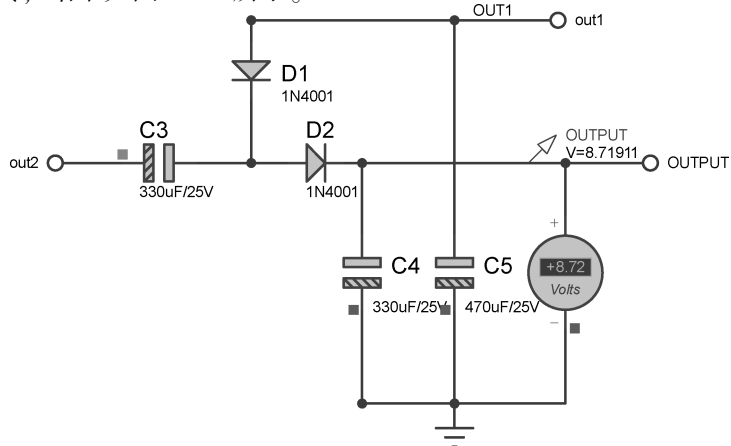 OUT1
out1
D1
1N4001
C3
D2
OUTPUT
V=8.71911
out2
OUTPUT
330uF/25V
1N4001
+
C4
C5
+8.72
Volts
330uF/25V
470uF/25V
−